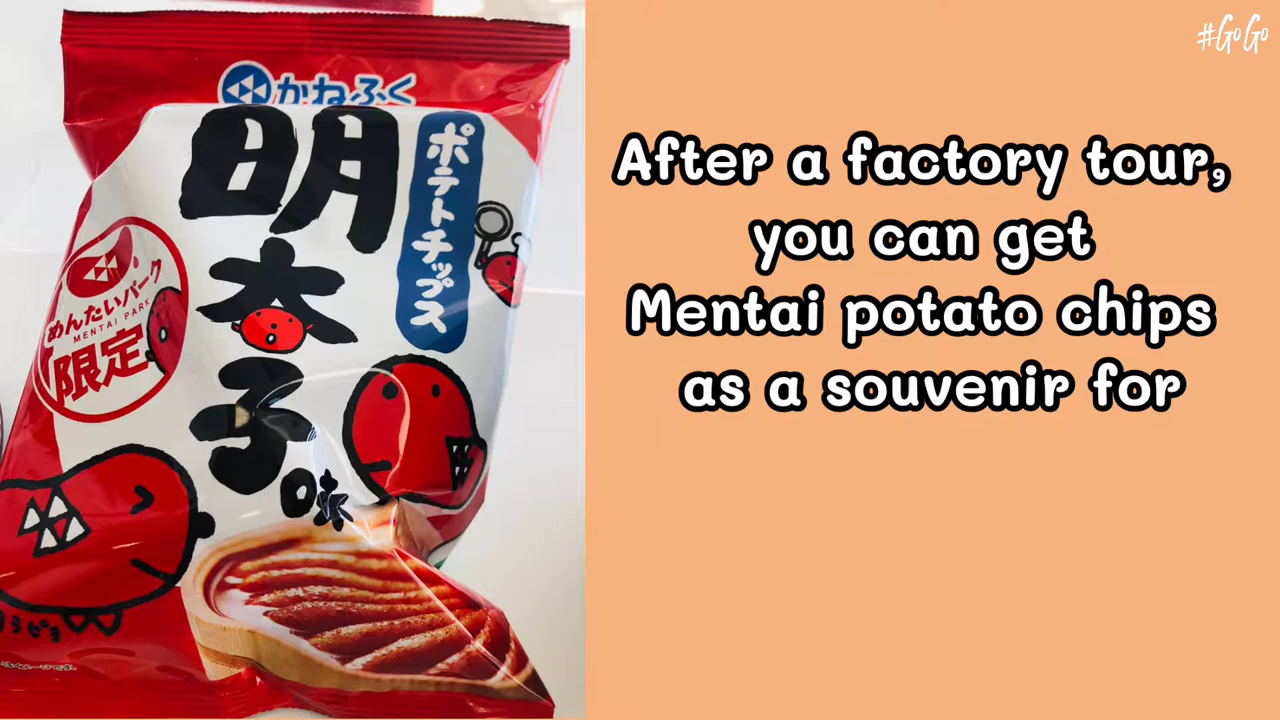 #GoGo
かねふく
明太子味
ポテトチップス
めんたいパーク
MENTAI PARK
限定
After a factory tour,
you can get
Mentai potato chips
as a souvenir for